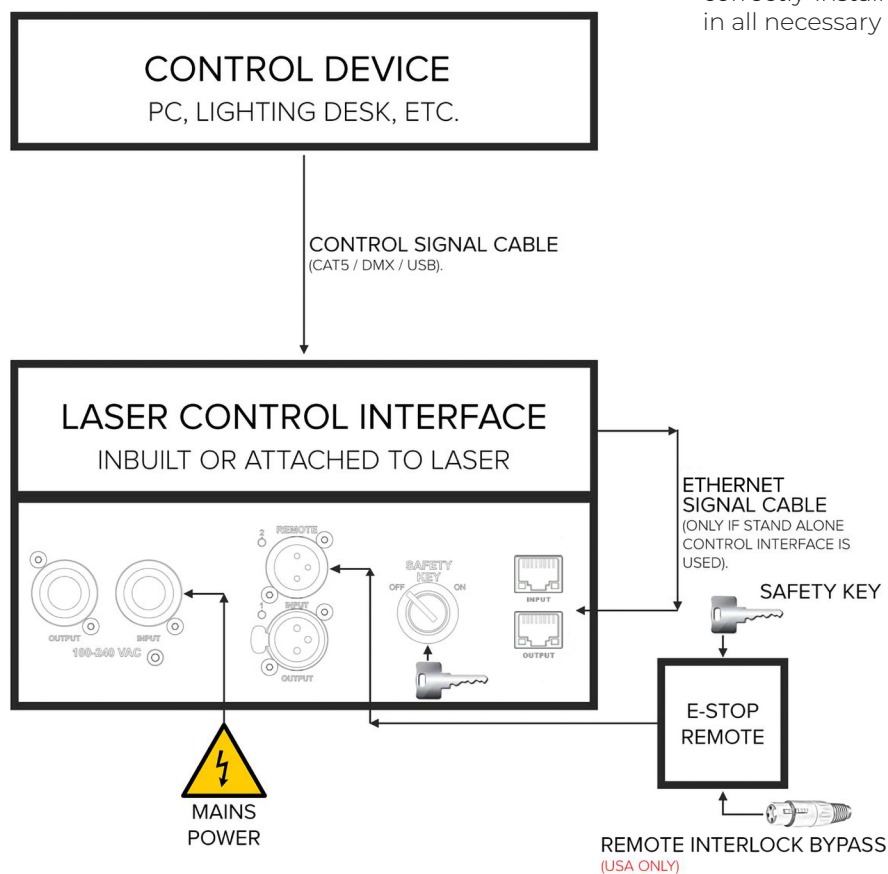 correctly install
in all necessary
CONTROL DEVICE
PC, LIGHTING DESK, ETC.
CONTROL SIGNAL CABLE
(CAT5 / DMX / USB).
LASER CONTROL INTERFACE
INBUILT OR ATTACHED TO LASER
ETHERNET
SIGNAL CABLE
(ONLY IF STAND ALONE
CONTROL INTERFACE IS
USED).
OUTPUT
INPUT
100-240 VAC
2
REMOTE
1
INPUT
OUTPUT
SAFETY
KEY
OFF
ON
INPUT
OUTPUT
SAFETY KEY
E-STOP
REMOTE
MAINS
POWER
REMOTE INTERLOCK BYPASS
(USA ONLY)